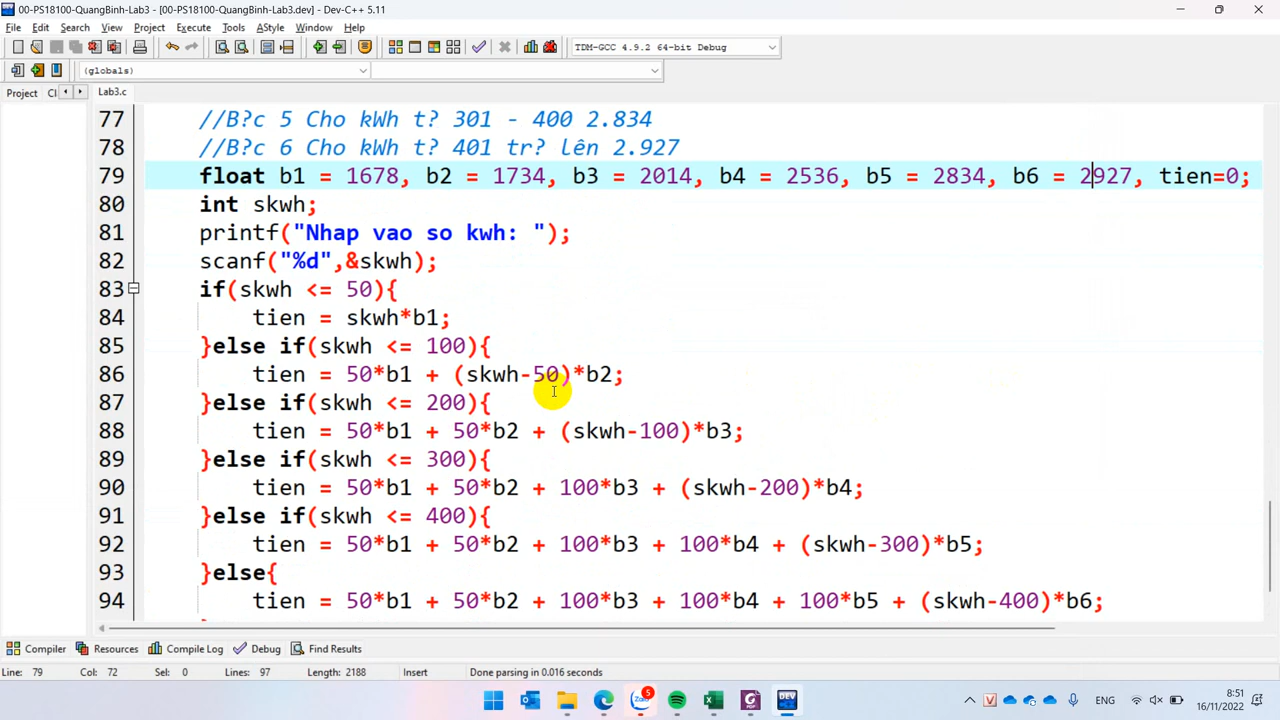 00-PS18100-QuangBinh-Lab3 - [00-PS18100-QuangBinh-Lab3.dev] - Dev-C++ 5.11
File Edit Search View Project Execute Tools AStyle Window Help
TDM-GCC 4.9.2 64-bit Debug
(globals)
Project Cl Lab3.c
77 //B?c 5 Cho kWh t? 301 - 400 2.834
78 //B?c 6 Cho kWh t? 401 tr? lên 2.927
79 float b1 = 1678, b2 = 1734, b3 = 2014, b4 = 2536, b5 = 2834, b6 = 2927, tien=0;
80 int skwh;
81 printf("Nhap vao so kwh: ");
82 scanf("%d",&skwh);
83 if(skwh <= 50){
84 tien = skwh*b1;
85 }else if(skwh <= 100){
86 tien = 50*b1 + (skwh-50)*b2;
87 }else if(skwh <= 200){
88 tien = 50*b1 + 50*b2 + (skwh-100)*b3;
89 }else if(skwh <= 300){
90 tien = 50*b1 + 50*b2 + 100*b3 + (skwh-200)*b4;
91 }else if(skwh <= 400){
92 tien = 50*b1 + 50*b2 + 100*b3 + 100*b4 + (skwh-300)*b5;
93 }else{
94 tien = 50*b1 + 50*b2 + 100*b3 + 100*b4 + 100*b5 + (skwh-400)*b6;
Compiler Resources Compile Log Debug Find Results
Line: 79 Col: 72 Sel: 0 Lines: 97 Length: 2188 Insert Done parsing in 0.016 seconds
Zalo 5 DEV ENG 8:51
16/11/2022